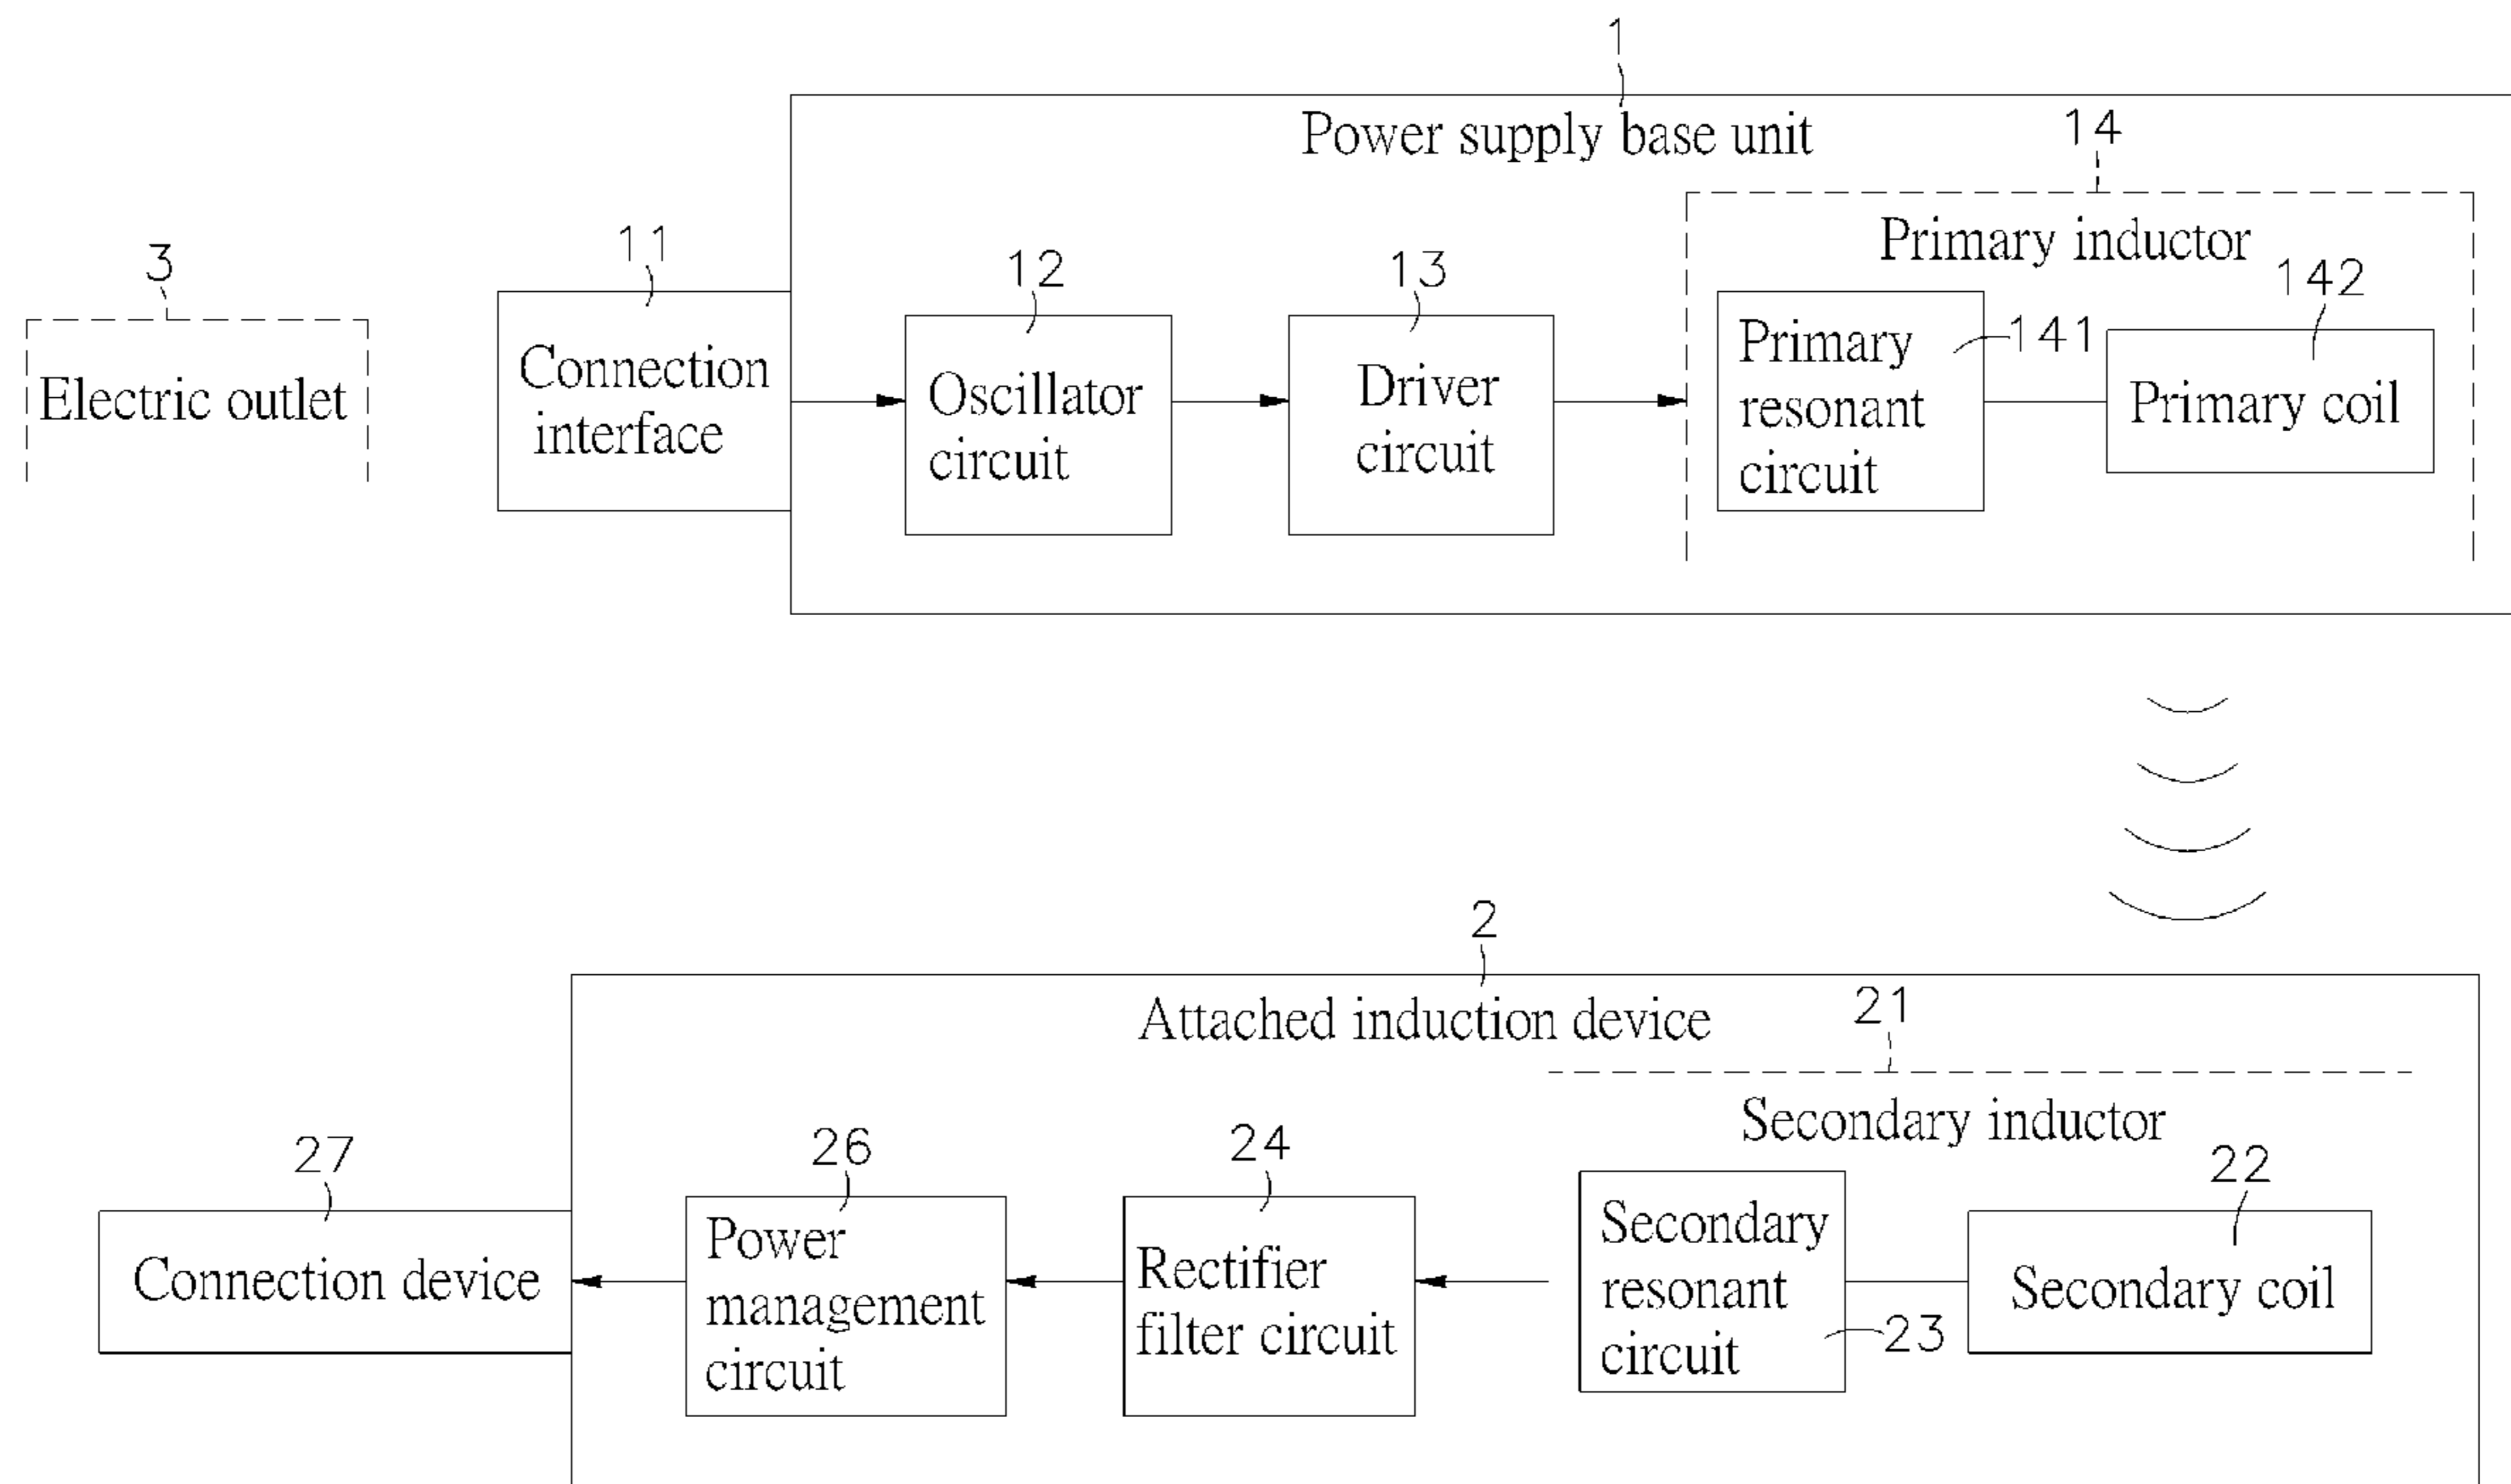 1
Power supply base unit
14
Primary inductor
3
Electric outlet
11
Connection
interface
12
Oscillator
circuit
13
Driver
circuit
Primary
resonant
circuit
141
142
Primary coil
2
Attached induction device
21
Secondary inductor
27
Connection device
26
Power
management
circuit
24
Rectifier
filter circuit
Secondary
resonant
circuit
23
22
Secondary coil